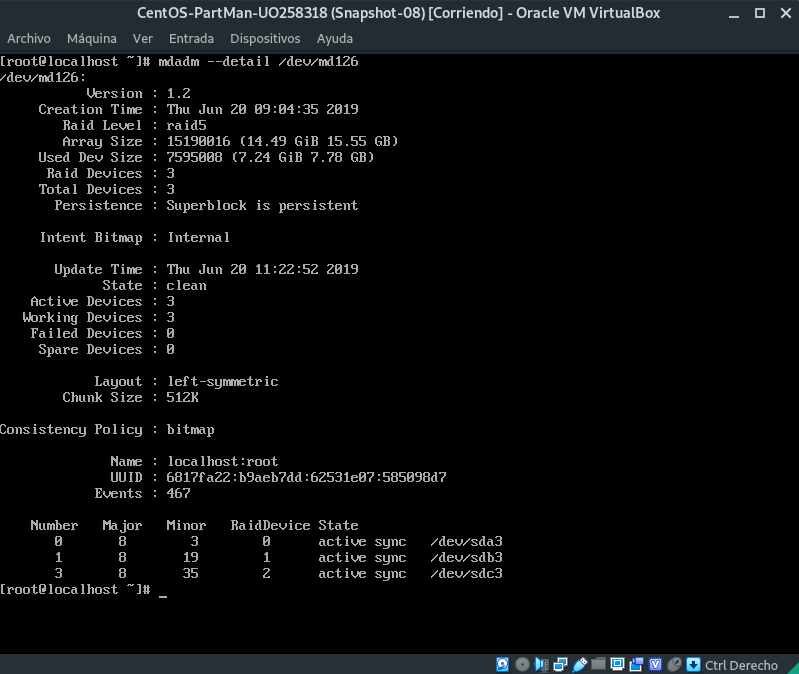 CentOS-PartMan-UO258318 (Snapshot-08) [Corriendo] - Oracle VM VirtualBox
Archivo Máquina Ver Entrada Dispositivos Ayuda
[root@localhost ~]# mdadm --detail /dev/md126
/dev/md126:
Version : 1.2
Creation Time : Thu Jun 20 09:04:35 2019
Raid Level : raid5
Array Size : 15190016 (14.49 GiB 15.55 GB)
Used Dev Size : 7595008 (7.24 GiB 7.78 GB)
Raid Devices : 3
Total Devices : 3
Persistence : Superblock is persistent
Intent Bitmap : Internal
Update Time : Thu Jun 20 11:22:52 2019
State : clean
Active Devices : 3
Working Devices : 3
Failed Devices : 0
Spare Devices : 0
Layout : left-symmetric
Chunk Size : 512K
Consistency Policy : bitmap
Name : localhost:root
UUID : 6817fa22:b9aeb7dd:62531e07:585098d7
Events : 467
Number Major Minor RaidDevice State
0 8 3 0 active sync /dev/sda3
1 8 19 1 active sync /dev/sdb3
3 8 35 2 active sync /dev/sdc3
[root@localhost ~]# _
Ctrl Derecho